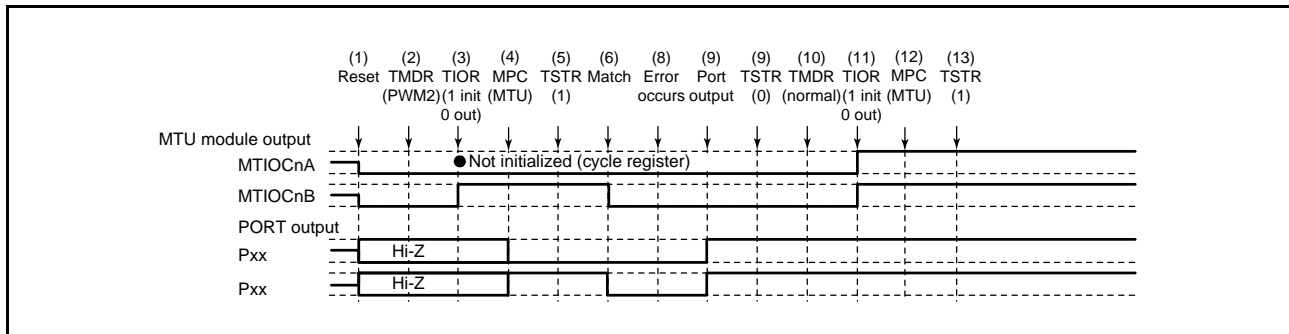 (1) (2) (3) (4) (5) (6) (8) (9) (9) (10) (11) (12) (13)
Reset TMDR TIOR MPC TSTR Match Error Port TSTR TMDR TIOR MPC TSTR
(PWM2) (1 init (MTU) (1) occurs output (0) (normal) (1 init (MTU) (1)
0 out) 0 out)
MTU module output
MTIOCnA
Not initialized (cycle register)
MTIOCnB
PORT output
Pxx
Hi-Z
Pxx
Hi-Z